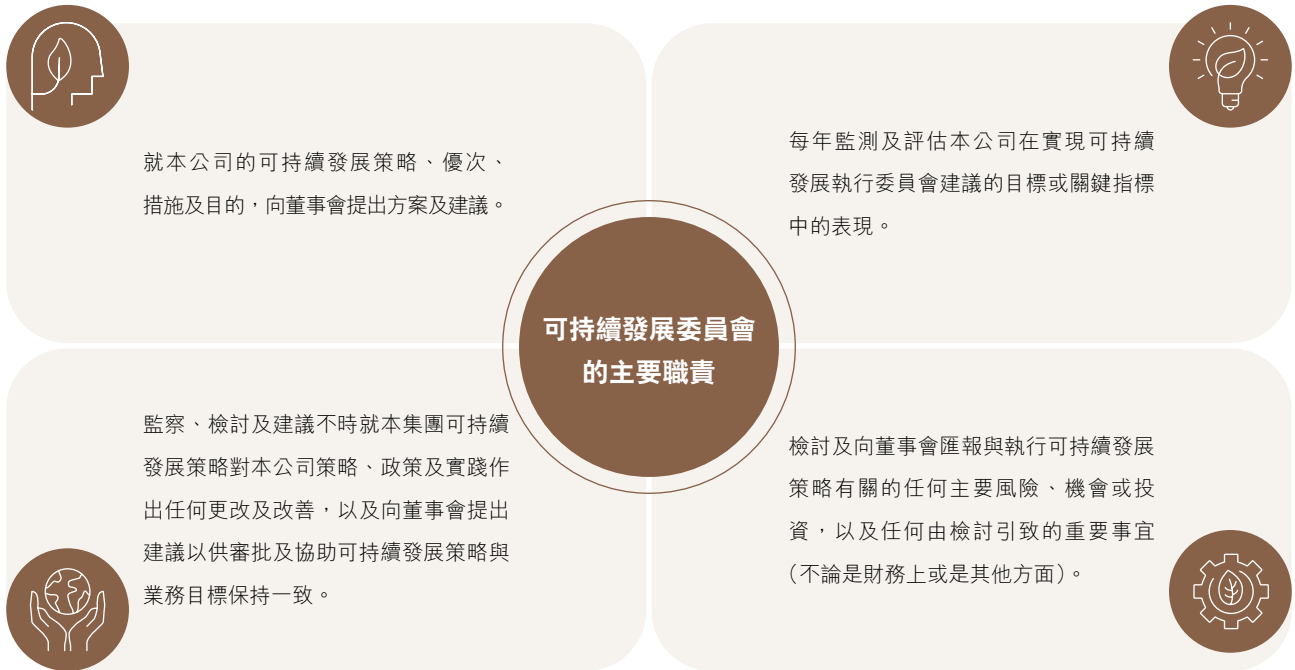 就本公司的可持續發展策略、優次、
措施及目的，向董事會提出方案及建議。
每年監測及評估本公司在實現可持續
發展執行委員會建議的目標或關鍵指標
中的表現。
可持續發展委員會
的主要職責
監察、檢討及建議不時就本集團可持續
發展策略對本公司策略、政策及實踐作
出任何更改及改善，以及向董事會提出
建議以供審批及協助可持續發展策略與
業務目標保持一致。
檢討及向董事會匯報與執行可持續發展
策略有關的任何主要風險、機會或投
資，以及任何由檢討引致的重要事宜
（不論是財務上或是其他方面）。